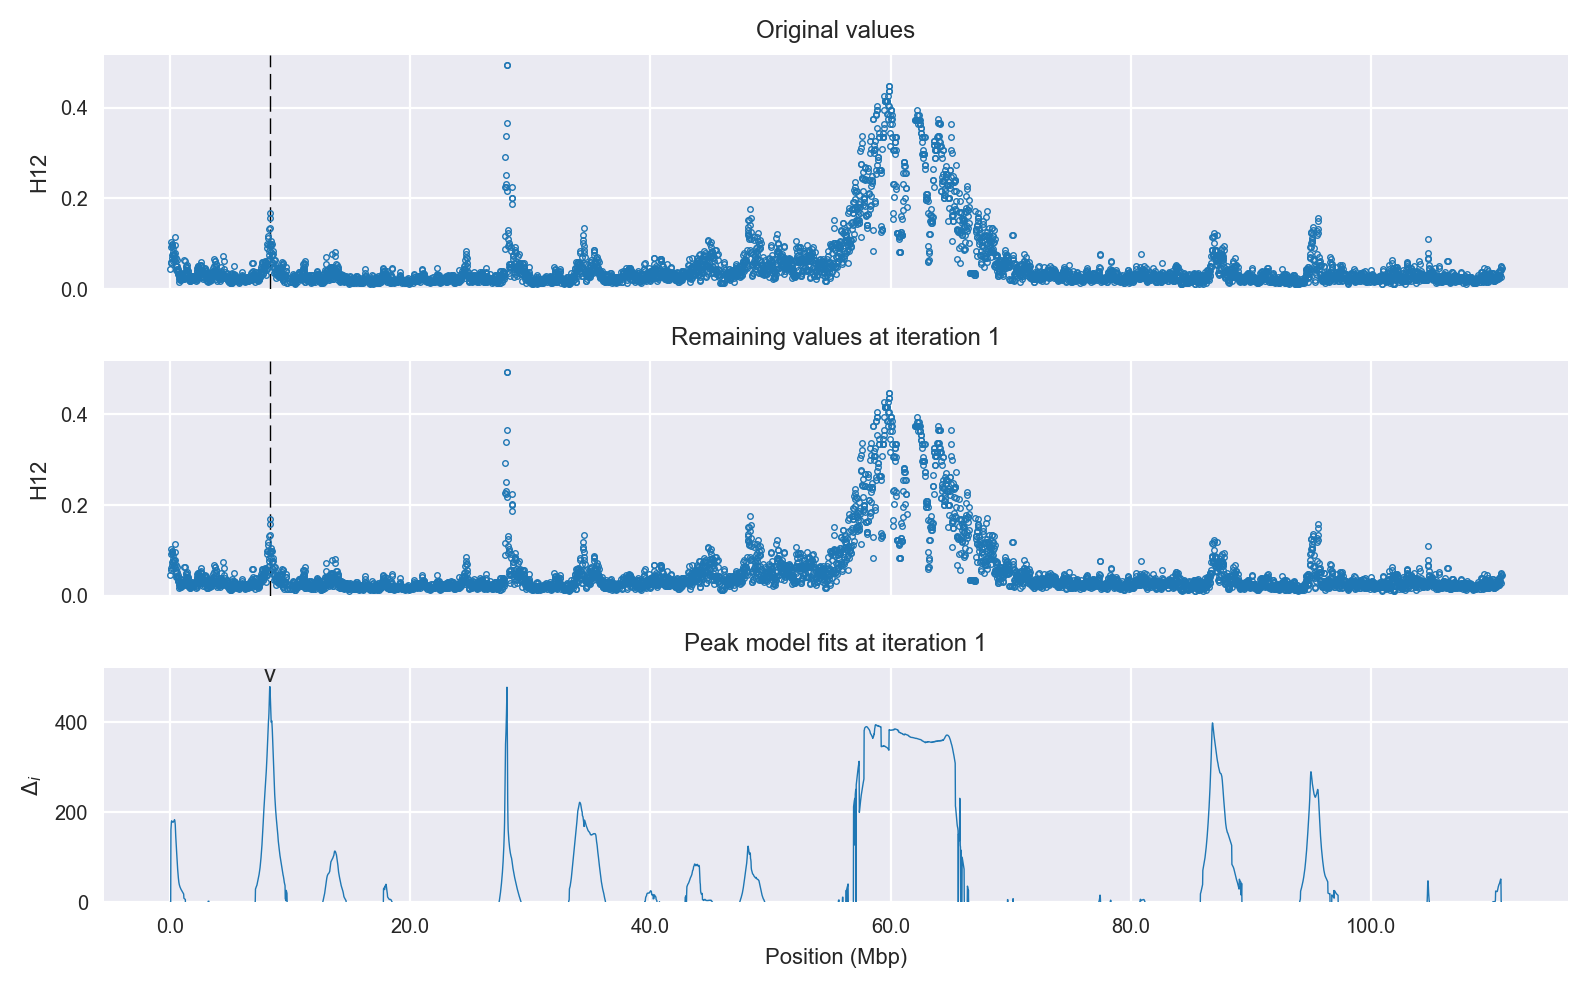 Original values
0.4
0.2
0.0
H12
Remaining values at iteration 1
0.4
0.2
0.0
H12
Peak model fits at iteration 1
v
400
200
0
Δi
0.0 20.0 40.0 60.0 80.0 100.0
Position (Mbp)